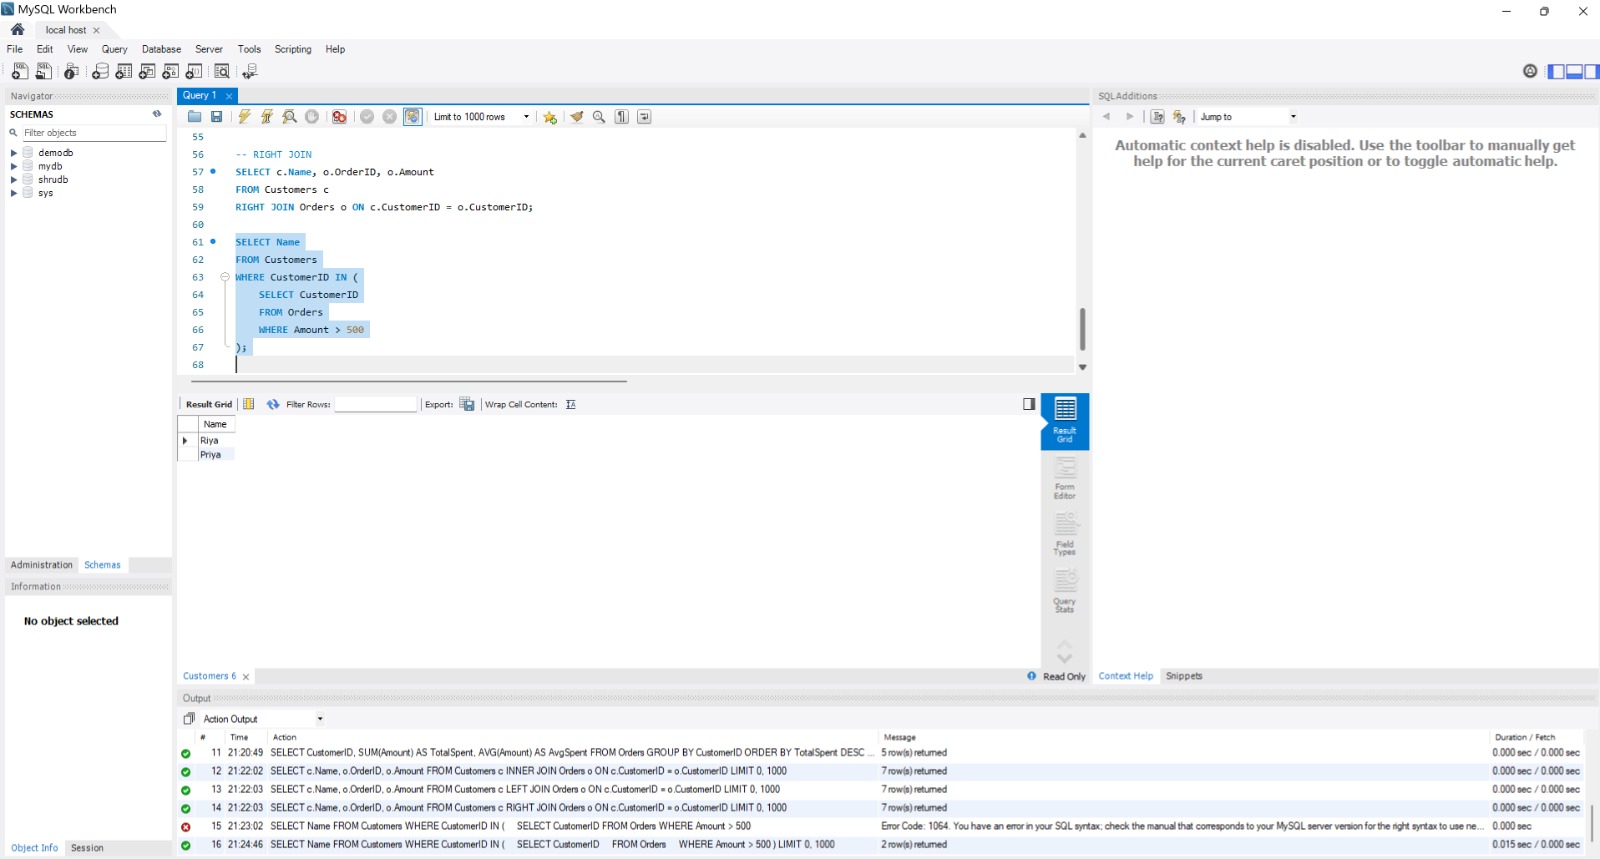 MySQL Workbench
local host
File Edit View Query Database Server Tools Scripting Help
Navigator
SCHEMAS
Filter objects
demodb
mydb
shrudb
sys
Administration Schemas
Information
No object selected
Object Info Session
Query 1
Limit to 1000 rows
55
56 -- RIGHT JOIN
57 SELECT c.Name, o.OrderID, o.Amount
58 FROM Customers c
59 RIGHT JOIN Orders o ON c.CustomerID = o.CustomerID;
60
61 SELECT Name
62 FROM Customers
63 WHERE CustomerID IN (
64 SELECT CustomerID
65 FROM Orders
66 WHERE Amount > 500
67 );
68
Result Grid Filter Rows: Export: Wrap Cell Content:
Name
Riya
Priya
Result Grid
Form Editor
Field Types
Query Stats
Customers 6
Read Only
SQLAdditions
Jump to
Automatic context help is disabled. Use the toolbar to manually get
help for the current caret position or to toggle automatic help.
Context Help Snippets
Output
Action Output
# Time Action Message Duration / Fetch
11 21:20:49 SELECT CustomerID, SUM(Amount) AS TotalSpent, AVG(Amount) AS AvgSpent FROM Orders GROUP BY CustomerID ORDER BY TotalSpent DESC ... 5 row(s) returned 0.000 sec / 0.000 sec
12 21:22:02 SELECT c.Name, o.OrderID, o.Amount FROM Customers c INNER JOIN Orders o ON c.CustomerID = o.CustomerID LIMIT 0, 1000 7 row(s) returned 0.000 sec / 0.000 sec
13 21:22:03 SELECT c.Name, o.OrderID, o.Amount FROM Customers c LEFT JOIN Orders o ON c.CustomerID = o.CustomerID LIMIT 0, 1000 7 row(s) returned 0.000 sec / 0.000 sec
14 21:22:03 SELECT c.Name, o.OrderID, o.Amount FROM Customers c RIGHT JOIN Orders o ON c.CustomerID = o.CustomerID LIMIT 0, 1000 7 row(s) returned 0.000 sec / 0.000 sec
15 21:23:02 SELECT Name FROM Customers WHERE CustomerID IN ( SELECT CustomerID FROM Orders WHERE Amount > 500 Error Code: 1064. You have an error in your SQL syntax; check the manual that corresponds to your MySQL server version for the right syntax to use ne... 0.000 sec
16 21:24:46 SELECT Name FROM Customers WHERE CustomerID IN ( SELECT CustomerID FROM Orders WHERE Amount > 500 ) LIMIT 0, 1000 2 row(s) returned 0.015 sec / 0.000 sec